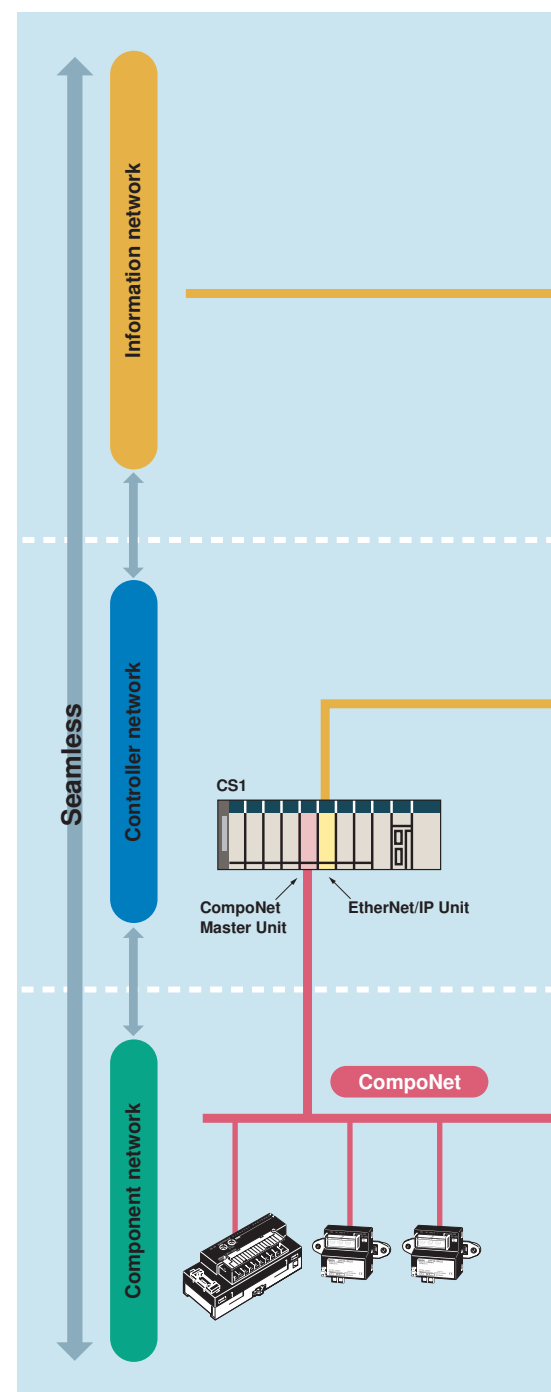 Information network
Seamless
Controller network
CS1
CompoNet
Master Unit
EtherNet/IP Unit
CompoNet
Component network